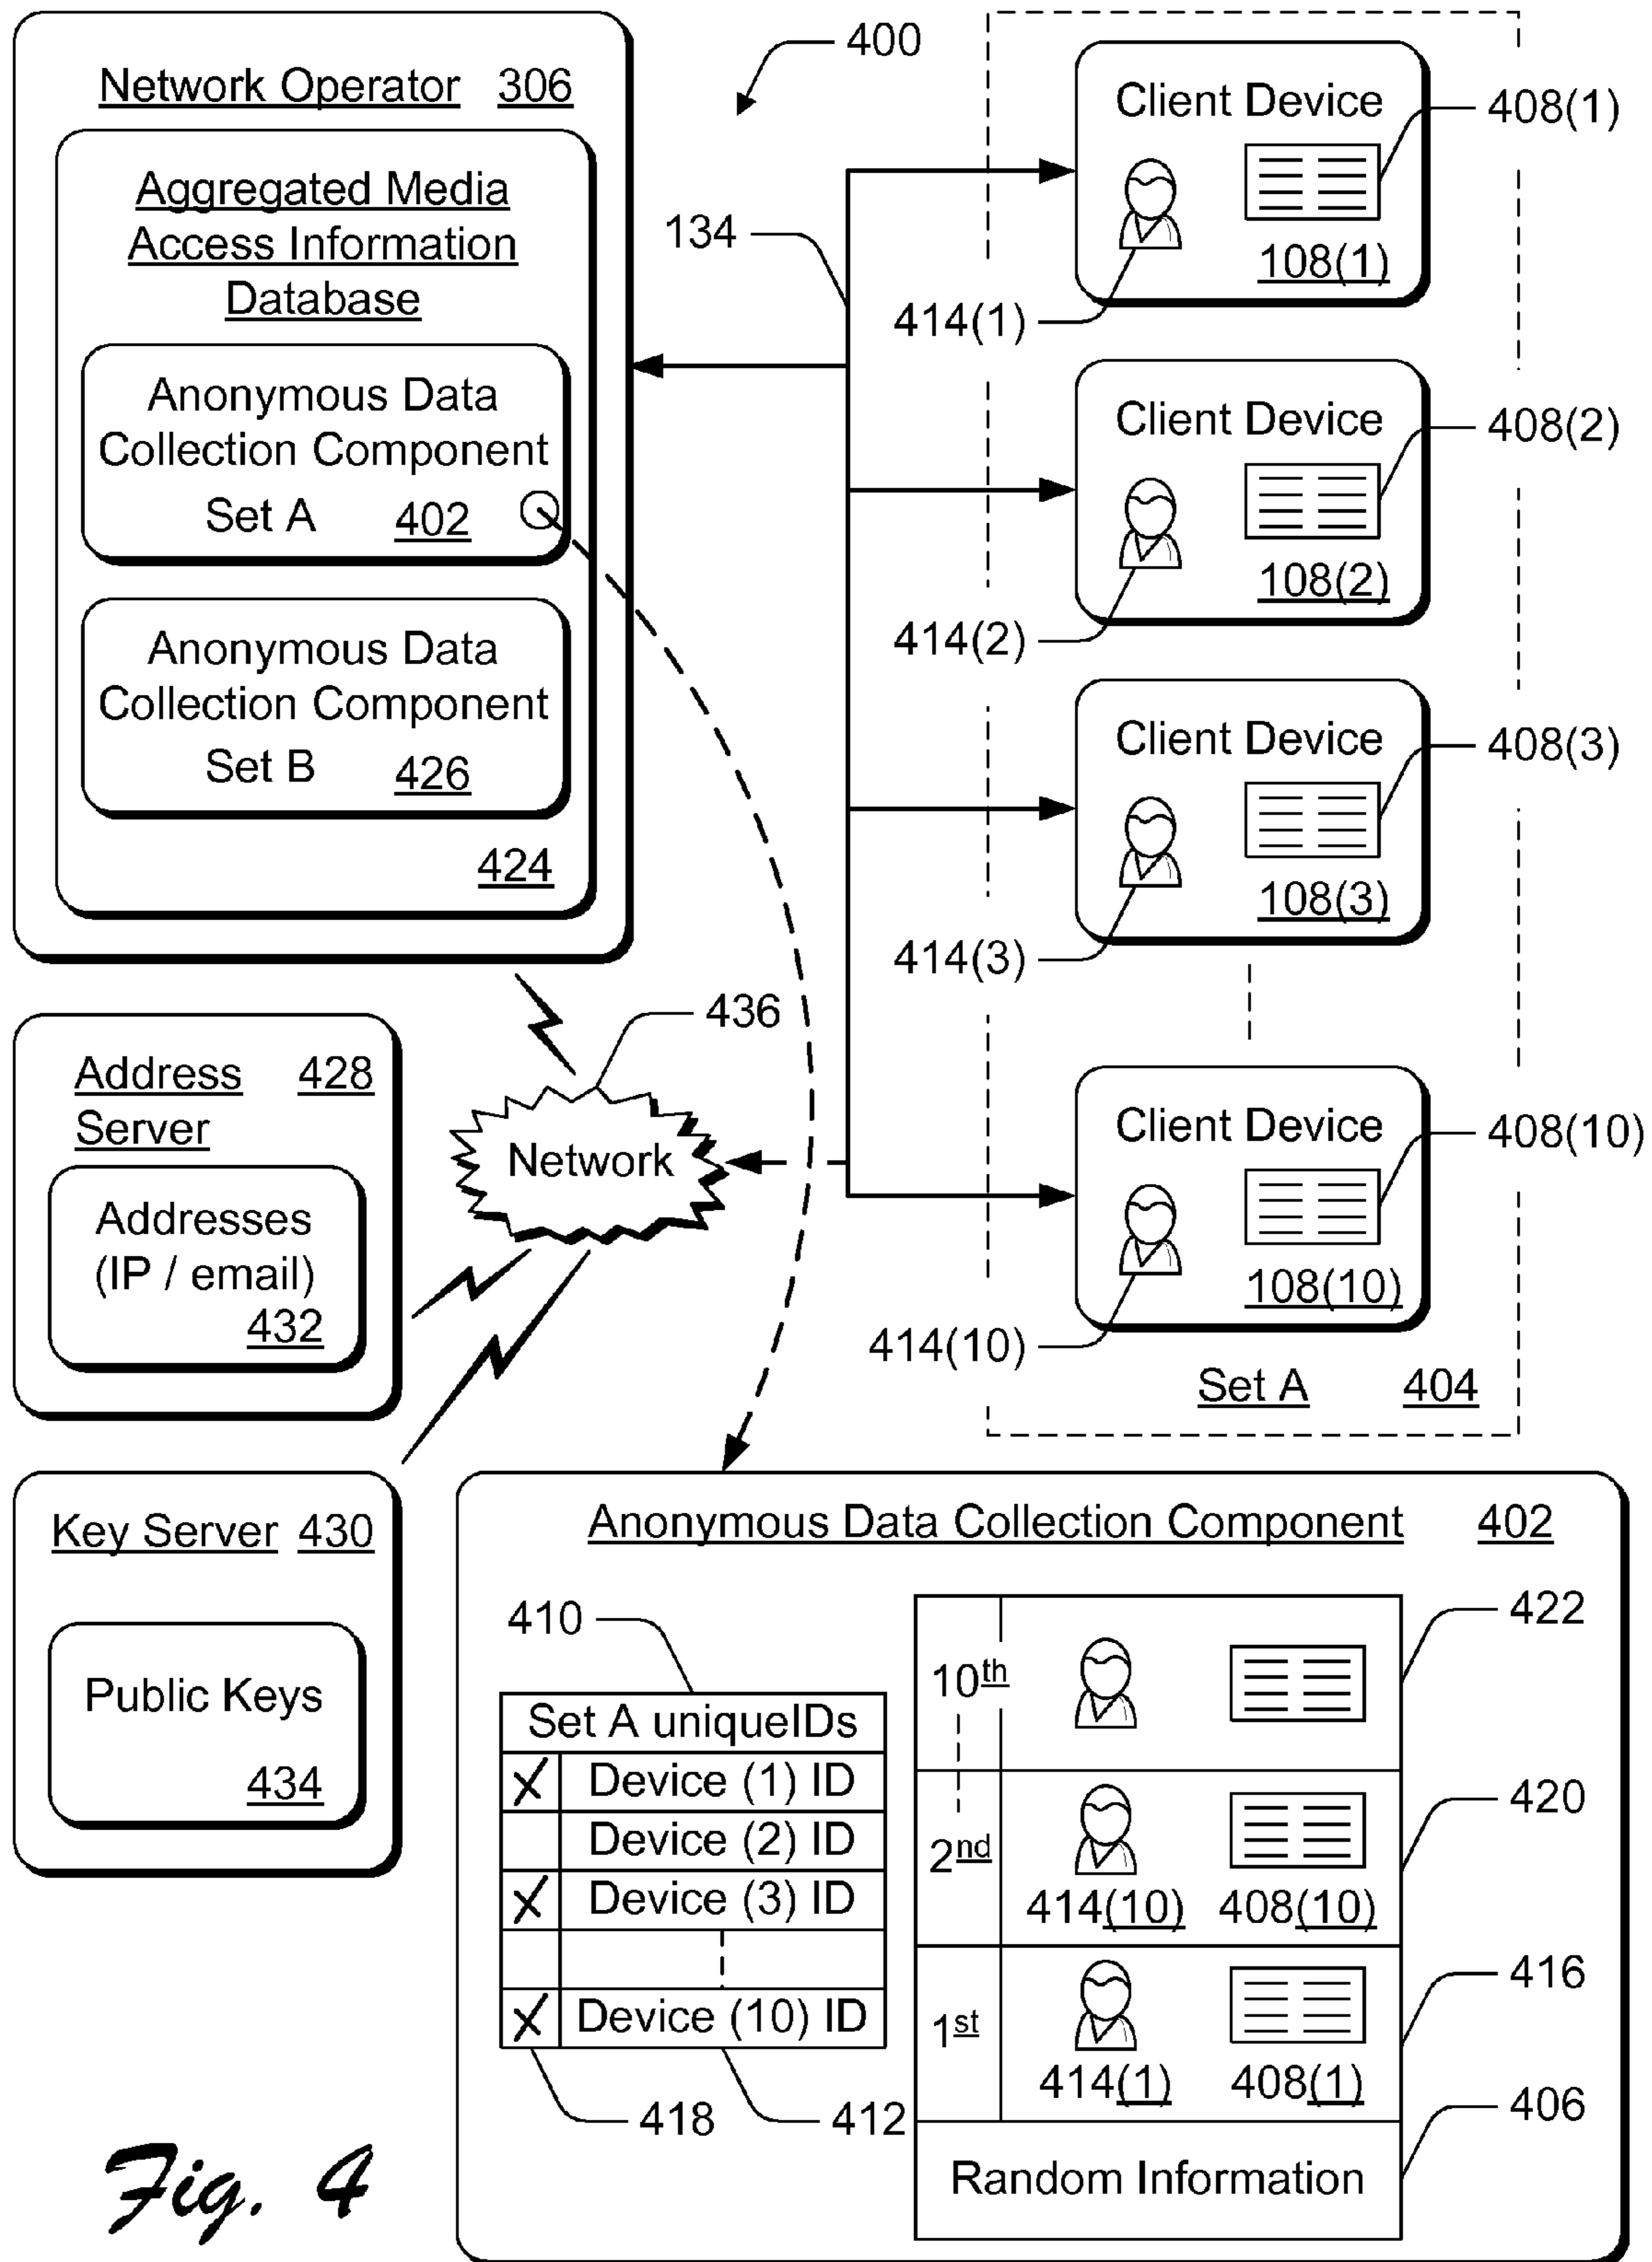 400
Network Operator 306
Aggregated Media
Access Information
Database
Anonymous Data
Collection Component
Set A 402
Anonymous Data
Collection Component
Set B 426
424
134
Client Device
408(1)
108(1)
414(1)
Client Device
408(2)
108(2)
414(2)
Client Device
408(3)
108(3)
414(3)
Client Device
408(10)
108(10)
414(10)
Set A 404
436
Network
Address 428
Server
Addresses
(IP / email)
432
Key Server 430
Public Keys
434
Anonymous Data Collection Component 402
410
Set A uniqueIDs
X Device (1) ID
Device (2) ID
X Device (3) ID
X Device (10) ID
418
412
10th
422
2nd
414(10) 408(10)
420
1st
414(1) 408(1)
416
Random Information
406
Fig. 4